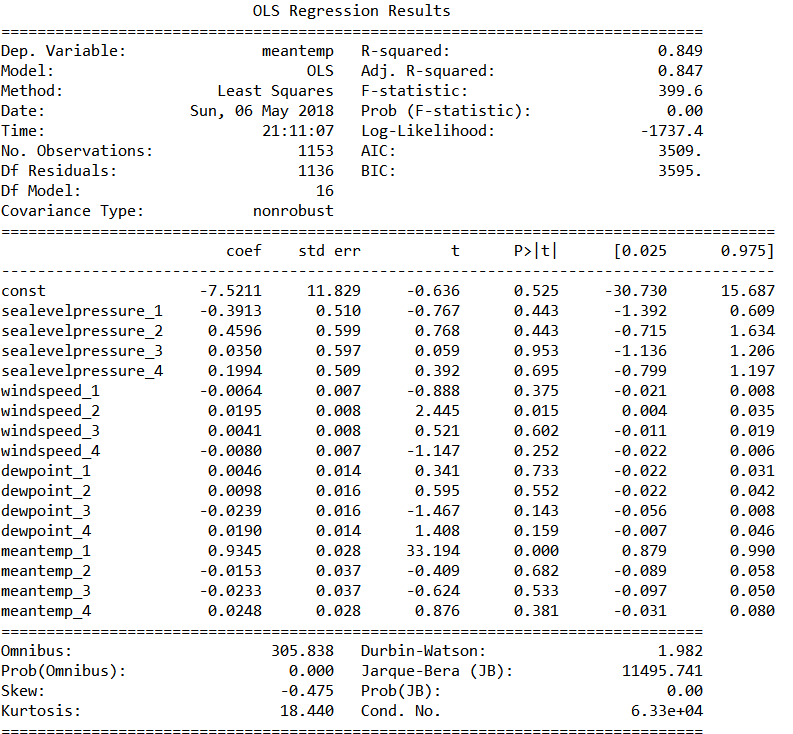 OLS Regression Results
==============================================================================
Dep. Variable: meantemp R-squared: 0.849
Model: OLS Adj. R-squared: 0.847
Method: Least Squares F-statistic: 399.6
Date: Sun, 06 May 2018 Prob (F-statistic): 0.00
Time: 21:11:07 Log-Likelihood: -1737.4
No. Observations: 1153 AIC: 3509.
Df Residuals: 1136 BIC: 3595.
Df Model: 16
Covariance Type: nonrobust
======================================================================================
coef std err t P>|t| [0.025 0.975]
--------------------------------------------------------------------------------------
const -7.5211 11.829 -0.636 0.525 -30.730 15.687
sealevelpressure_1 -0.3913 0.510 -0.767 0.443 -1.392 0.609
sealevelpressure_2 0.4596 0.599 0.768 0.443 -0.715 1.634
sealevelpressure_3 0.0350 0.597 0.059 0.953 -1.136 1.206
sealevelpressure_4 0.1994 0.509 0.392 0.695 -0.799 1.197
windspeed_1 -0.0064 0.007 -0.888 0.375 -0.021 0.008
windspeed_2 0.0195 0.008 2.445 0.015 0.004 0.035
windspeed_3 0.0041 0.008 0.521 0.602 -0.011 0.019
windspeed_4 -0.0080 0.007 -1.147 0.252 -0.022 0.006
dewpoint_1 0.0046 0.014 0.341 0.733 -0.022 0.031
dewpoint_2 0.0098 0.016 0.595 0.552 -0.022 0.042
dewpoint_3 -0.0239 0.016 -1.467 0.143 -0.056 0.008
dewpoint_4 0.0190 0.014 1.408 0.159 -0.007 0.046
meantemp_1 0.9345 0.028 33.194 0.000 0.879 0.990
meantemp_2 -0.0153 0.037 -0.409 0.682 -0.089 0.058
meantemp_3 -0.0233 0.037 -0.624 0.533 -0.097 0.050
meantemp_4 0.0248 0.028 0.876 0.381 -0.031 0.080
==============================================================================
Omnibus: 305.838 Durbin-Watson: 1.982
Prob(Omnibus): 0.000 Jarque-Bera (JB): 11495.741
Skew: -0.475 Prob(JB): 0.00
Kurtosis: 18.440 Cond. No. 6.33e+04
==============================================================================